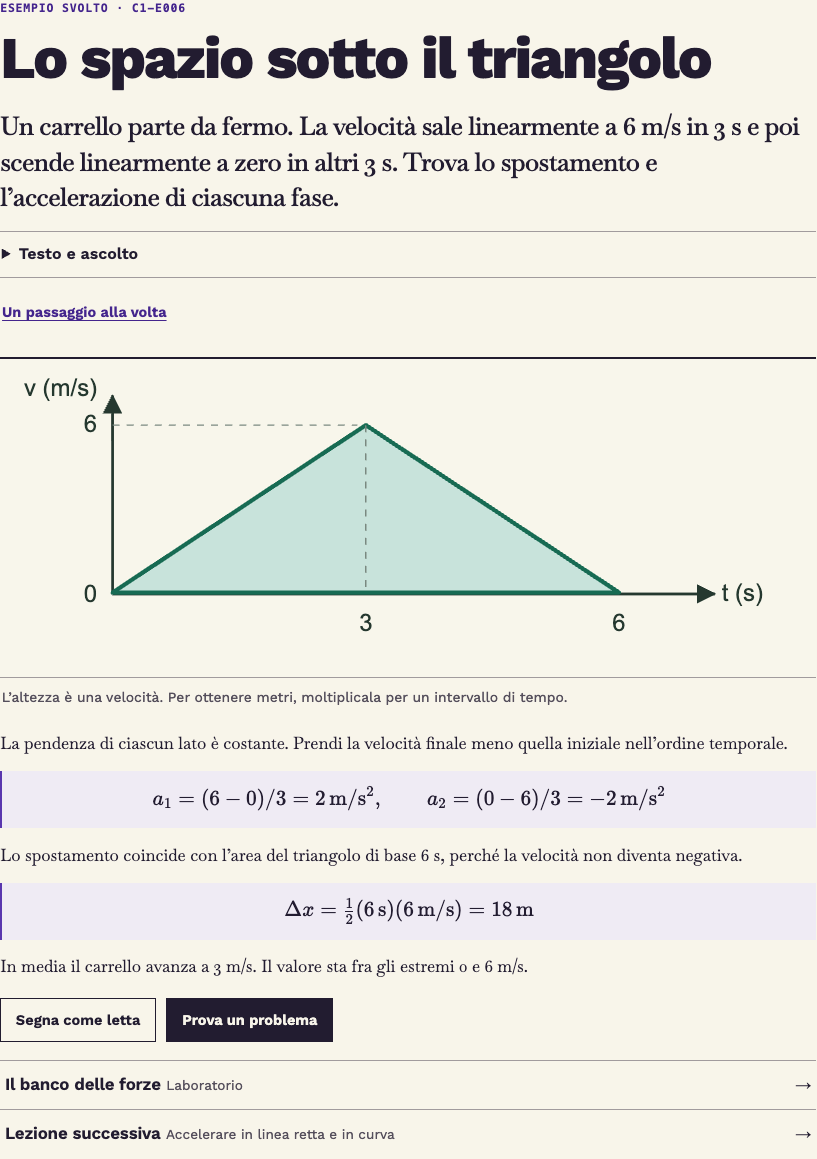 ESEMPIO SVOLTO · C1-E006
Lo spazio sotto il triangolo
Un carrello parte da fermo. La velocità sale linearmente a 6 m/s in 3 s e poi
scende linearmente a zero in altri 3 s. Trova lo spostamento e
l’accelerazione di ciascuna fase.
▶ Testo e ascolto
Un passaggio alla volta
v (m/s)
6
0
t (s)
3 6
L’altezza è una velocità. Per ottenere metri, moltiplicala per un intervallo di tempo.
La pendenza di ciascun lato è costante. Prendi la velocità finale meno quella iniziale nell’ordine temporale.
a₁ = (6 − 0)/3 = 2 m/s², a₂ = (0 − 6)/3 = −2 m/s²
Lo spostamento coincide con l’area del triangolo di base 6 s, perché la velocità non diventa negativa.
Δx = ½(6 s)(6 m/s) = 18 m
In media il carrello avanza a 3 m/s. Il valore sta fra gli estremi 0 e 6 m/s.
Segna come letta Prova un problema
Il banco delle forze Laboratorio →
Lezione successiva Accelerare in linea retta e in curva →